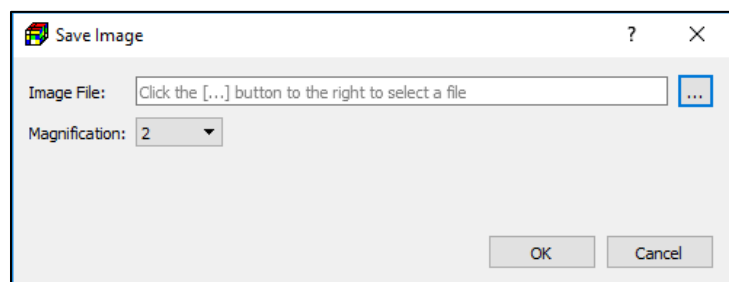 Save Image
?
Image File: Click the [...] button to the right to select a file ...
Magnification: 2
OK Cancel